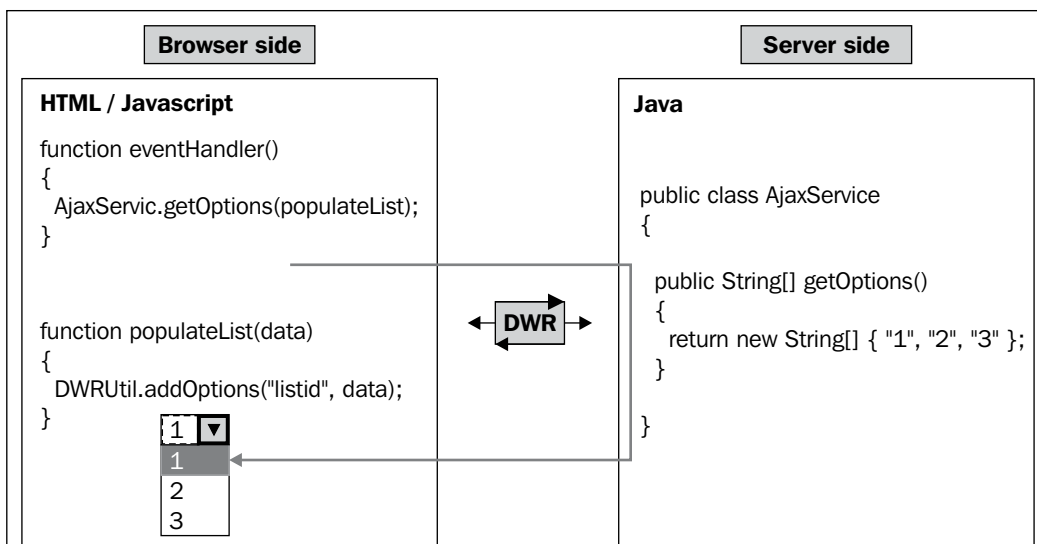 Browser side
Server side
HTML / Javascript
function eventHandler()
{
AjaxServic.getOptions(populateList);
}
function populateList(data)
{
DWRUtil.addOptions("listid", data);
}
1
1
2
3
DWR
Java
public class AjaxService
{
public String[] getOptions()
{
return new String[] { "1", "2", "3" };
}
}